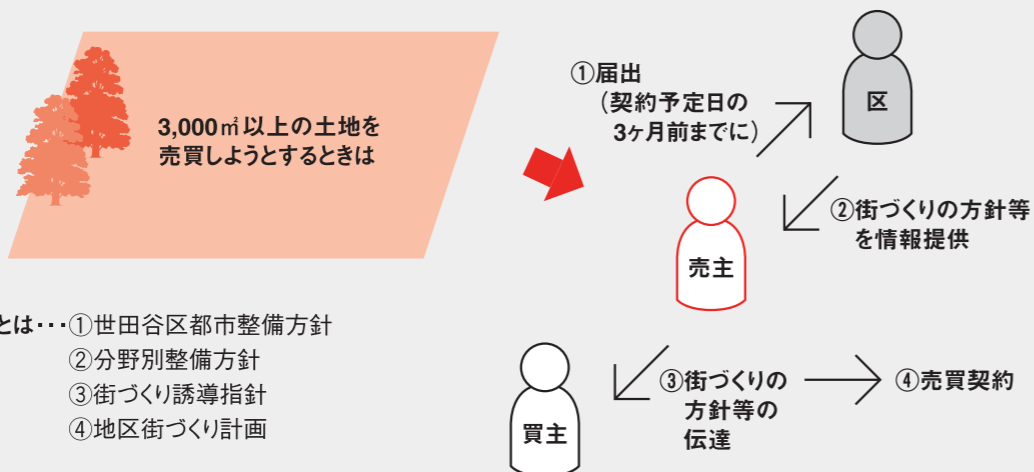 3,000㎡以上の土地を
売買しようとするときは
①届出
(契約予定日の
3ヶ月前までに)
区
②街づくりの方針等
を情報提供
売主
とは･･･①世田谷区都市整備方針
②分野別整備方針
③街づくり誘導指針
④地区街づくり計画
③街づくりの
方針等の
伝達
④売買契約
買主